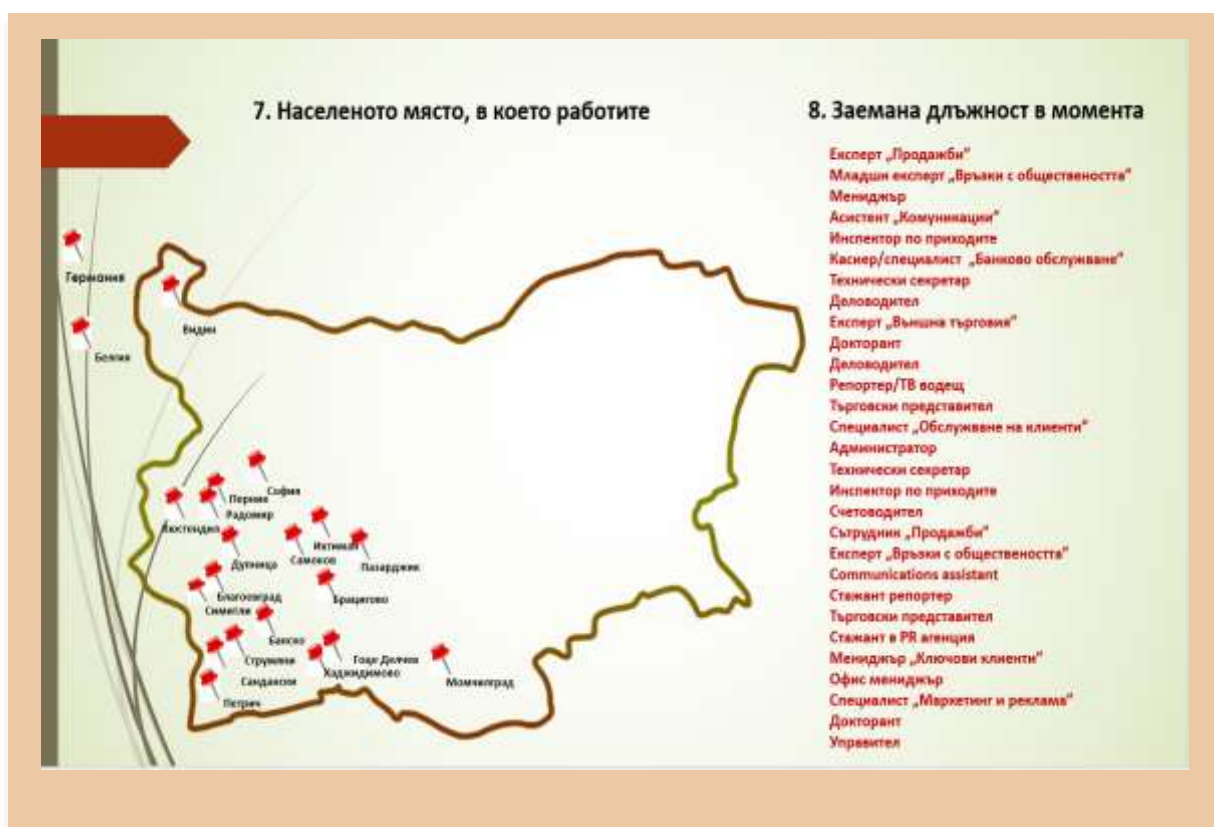 7. Населеното място, в което работите
Германия
Белгия
Видин
София
Перник
Радомир
Кюстендил
Дупница
Самоков
Ихтиман
Пазарджик
Благоевград
Симитли
Брацигово
Банско
Струмяни
Сандански
Петрич
Гоце Делчев
Хаджидимово
Момчилград
8. Заемана длъжност в момента
Експерт „Продажби“
Младши експерт „Връзки с обществеността“
Мениджър
Асистент „Комуникации“
Инспектор по приходите
Касиер/специалист „Банково обслужване“
Технически секретар
Деловодител
Експерт „Външна търговия“
Докторант
Деловодител
Репортер/ТВ водещ
Търговски представител
Специалист „Обслужване на клиенти“
Администратор
Технически секретар
Инспектор по приходите
Счетоводител
Сътрудник „Продажби“
Експерт „Връзки с обществеността“
Communications assistant
Стажант репортер
Търговски представител
Стажант в PR агенция
Мениджър „Ключови клиенти“
Офис мениджър
Специалист „Маркетинг и реклама“
Докторант
Управител